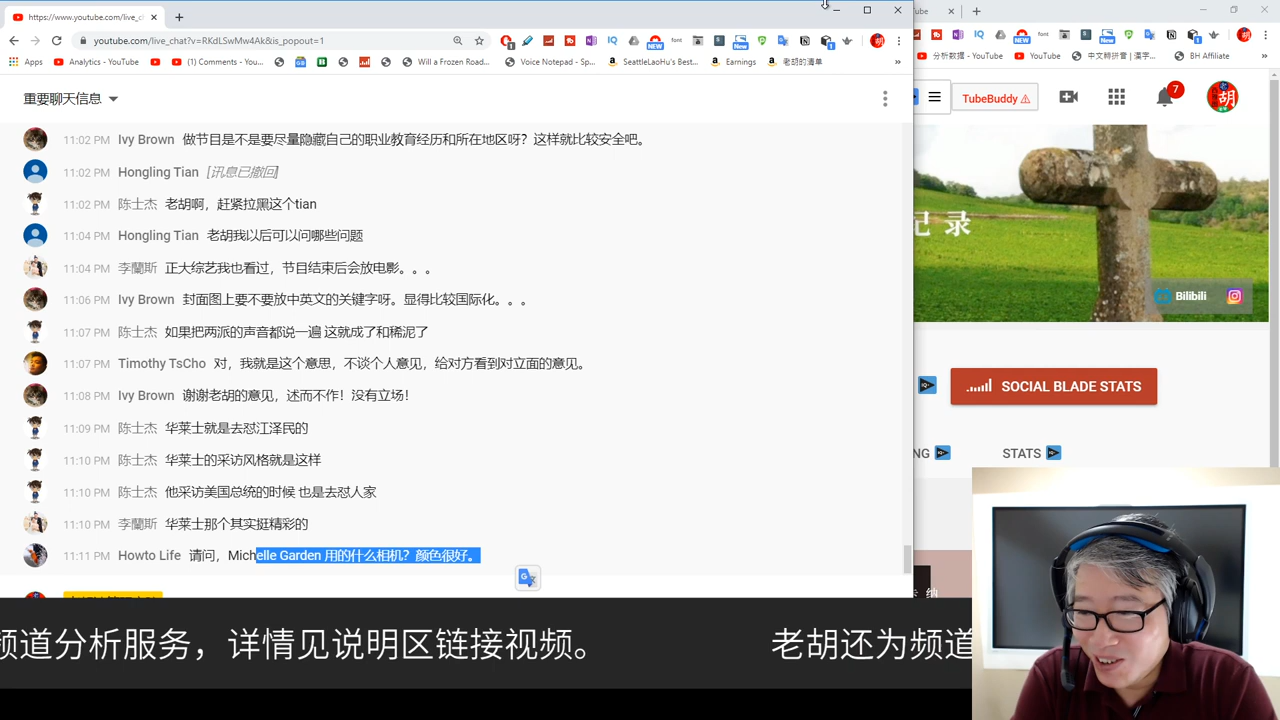 https://www.youtube.com/live_c
youtube.com/live_chat?v=RKu1SwMw4Ak&is_popout=1
Apps
Analytics - YouTube
(1) Comments - You...
Will a Frozen Road...
Voice Notepad - Sp...
SeattleLaoHu's Best...
Earnings
老胡的清单
重要聊天信息
11:02 PM Ivy Brown 做节目是不是要尽量隐藏自己的职业教育经历和所在地区呀？这样就比较安全吧。
11:02 PM Hongling Tian [讯息已撤回]
11:02 PM 陈士杰 老胡啊，赶紧拉黑这个tian
11:04 PM Hongling Tian 老胡我以后可以问哪些问题
11:04 PM 李蘭斯 正大综艺我也看过，节目结束后会放电影。。。
11:06 PM Ivy Brown 封面图上要不要放中英文的关键字呀。显得比较国际化。。。
11:07 PM 陈士杰 如果把两派的声音都说一遍 这就成了和稀泥了
11:07 PM Timothy TsCho 对，我就是这个意思，不谈个人意见，给对方看到对立面的意见。
11:08 PM Ivy Brown 谢谢老胡的意见，述而不作！没有立场！
11:09 PM 陈士杰 华莱士就是去怼江泽民的
11:10 PM 陈士杰 华莱士的采访风格就是这样
11:10 PM 陈士杰 他采访美国总统的时候 也是去怼人家
11:10 PM 李蘭斯 华莱士那个其实挺精彩的
11:11 PM Howto Life 请问，Michelle Garden 用的什么相机？颜色很好。
ube
分析数据 - YouTube
YouTube
中文轉拼音 | 漢字...
BH Affiliate
TubeBuddy
7
胡
记录
Bilibili
SOCIAL BLADE STATS
NG
STATS
频道分析服务，详情见说明区链接视频。
老胡还为频道